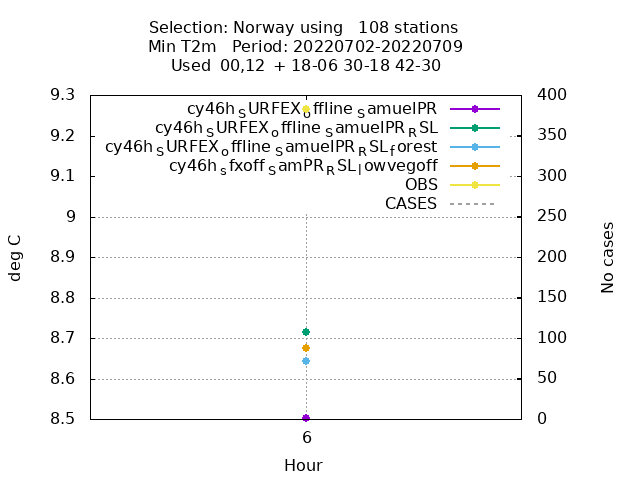 Selection: Norway using   108 stations
Min T2m   Period: 20220702-20220709
Used  00,12  + 18-06 30-18 42-30
9.3
9.2
9.1
9
8.9
8.8
8.7
8.6
8.5
deg C
cy46h_SURFEX_offline_SamuelPR
cy46h_SURFEX_offline_SamuelPR_RSL
cy46h_SURFEX_offline_SamuelPR_RSL_forest
cy46h_sfxoff_SamPR_RSL_lowvegoff
OBS
CASES
400
350
300
250
200
150
100
50
0
No cases
6
Hour